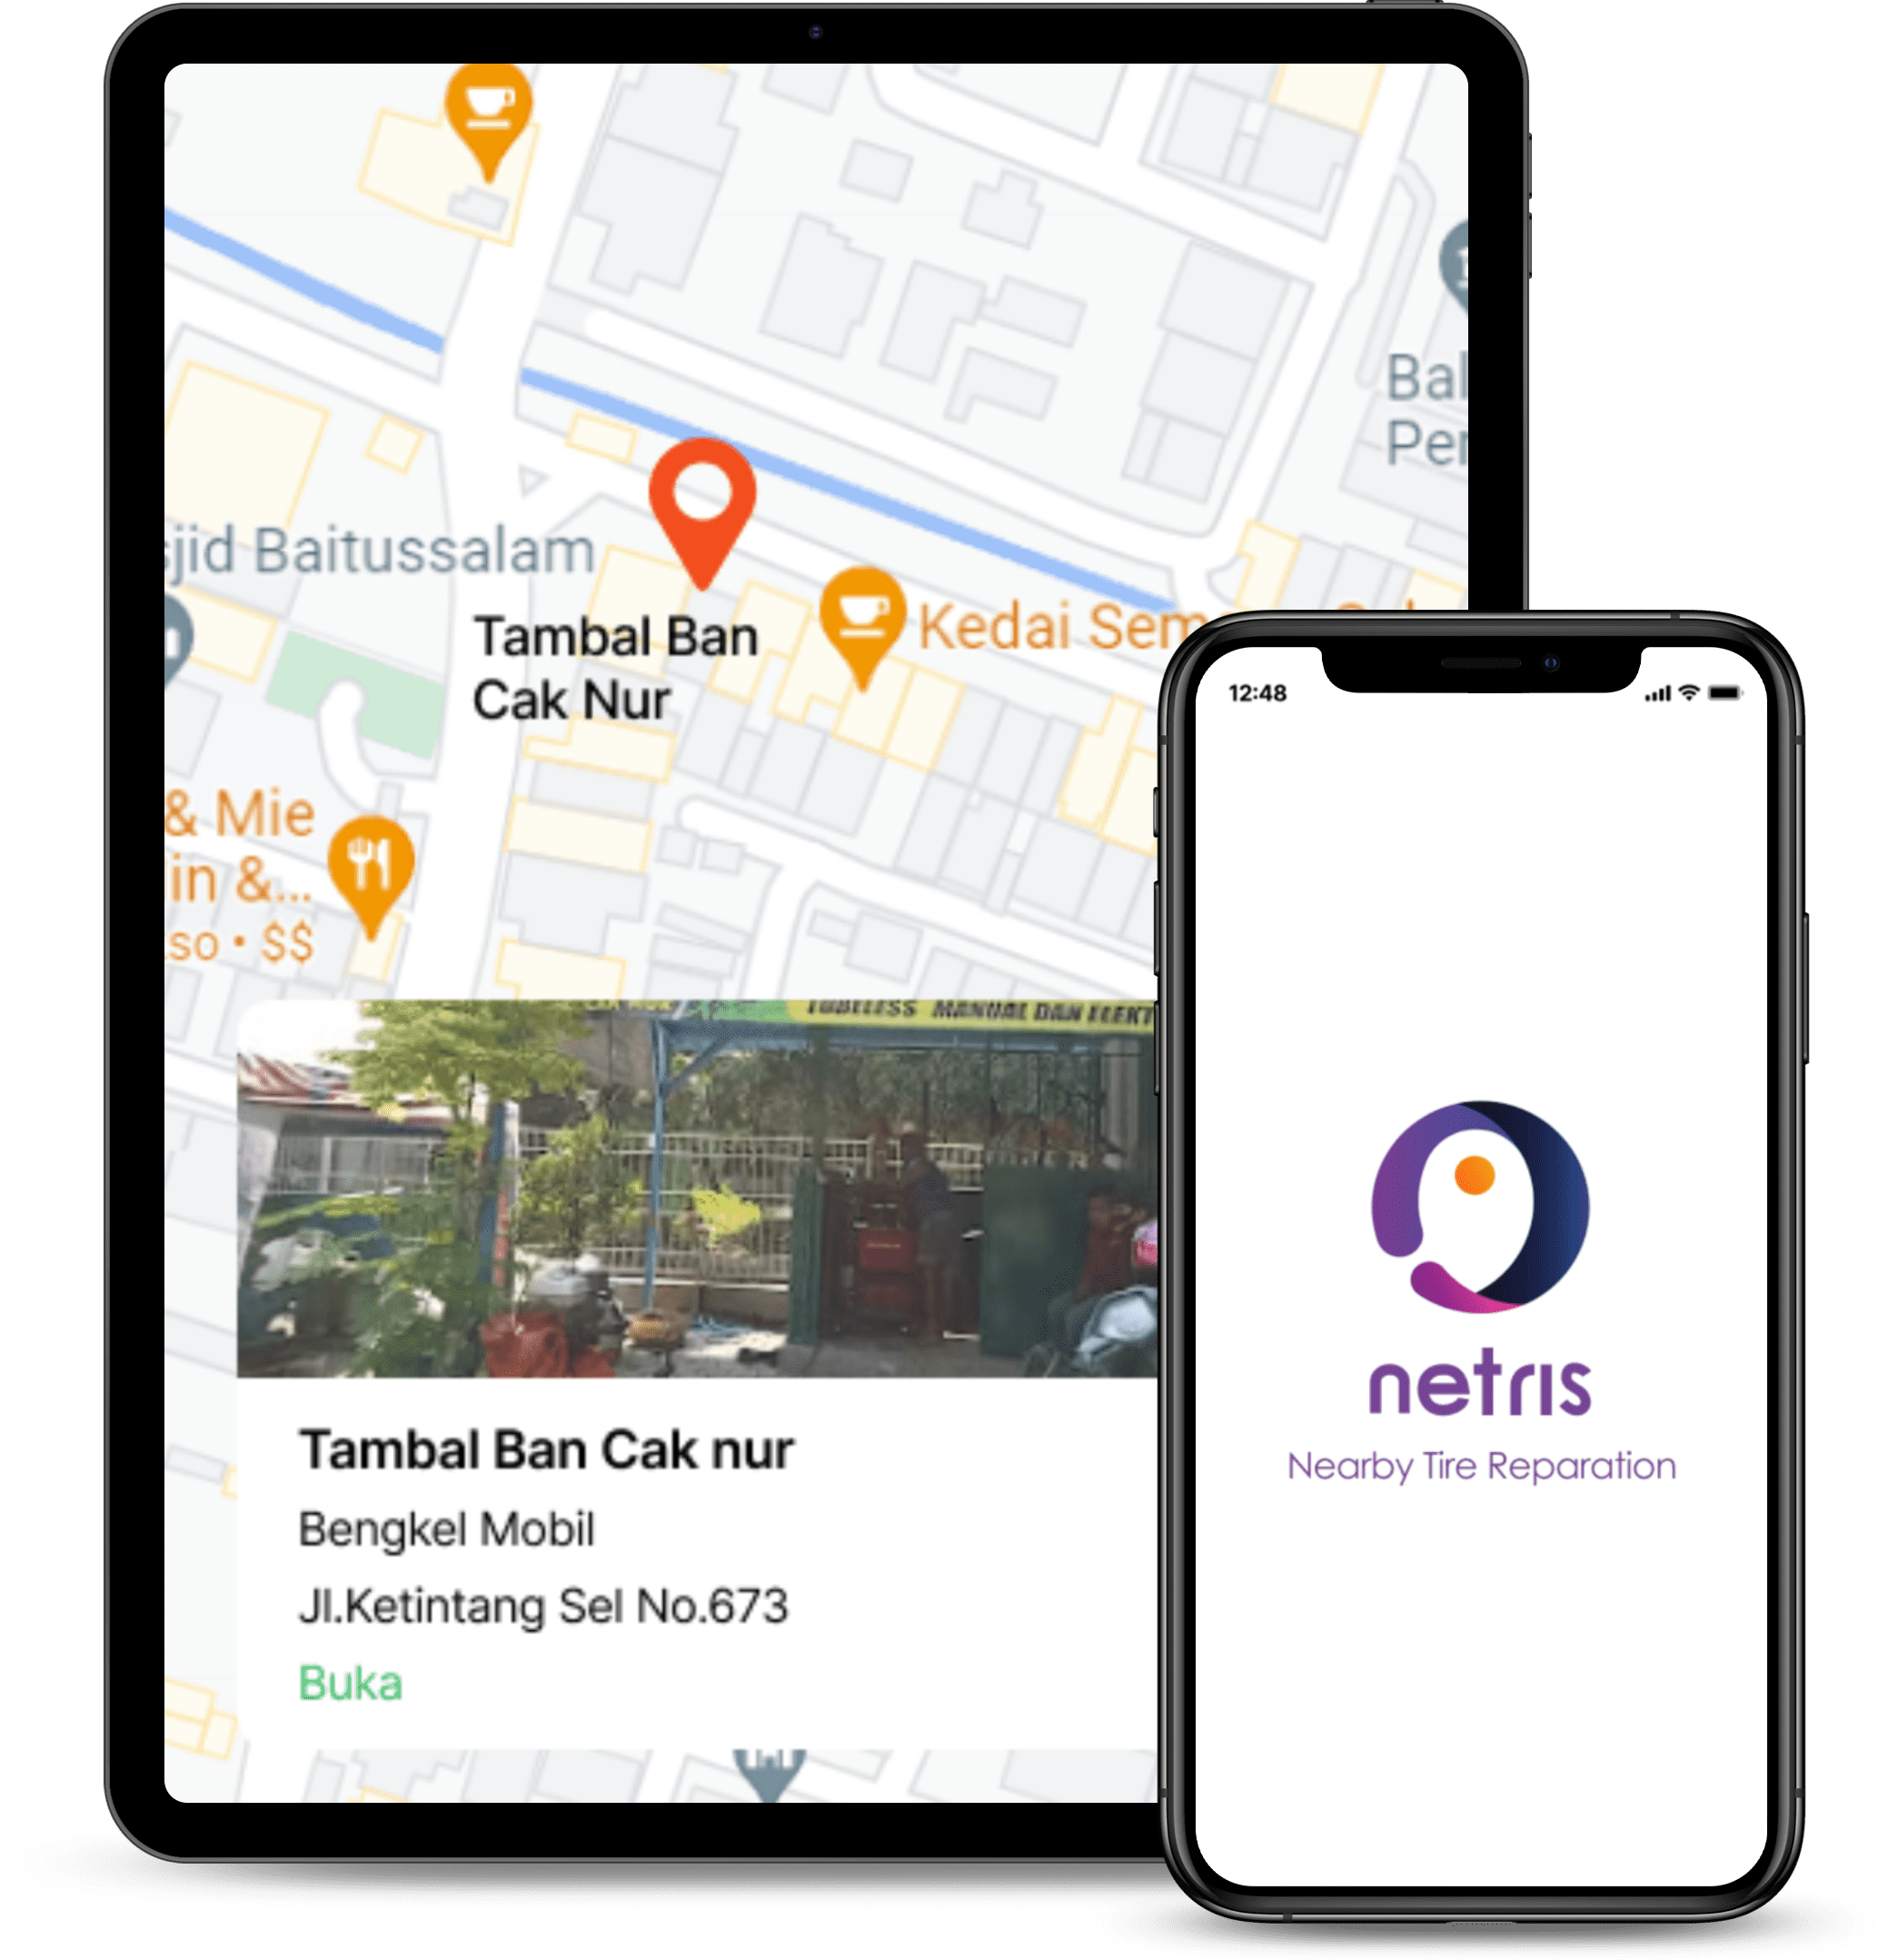 Bal
Per
jid Baitussalam
Tambal Ban
Cak Nur
Kedai Sem
& Mie
in &...
so • $$
TUBELESS MANUAL DAN ELEKT
Tambal Ban Cak nur
Bengkel Mobil
Jl.Ketintang Sel No.673
Buka
12:48
netris
Nearby Tire Reparation